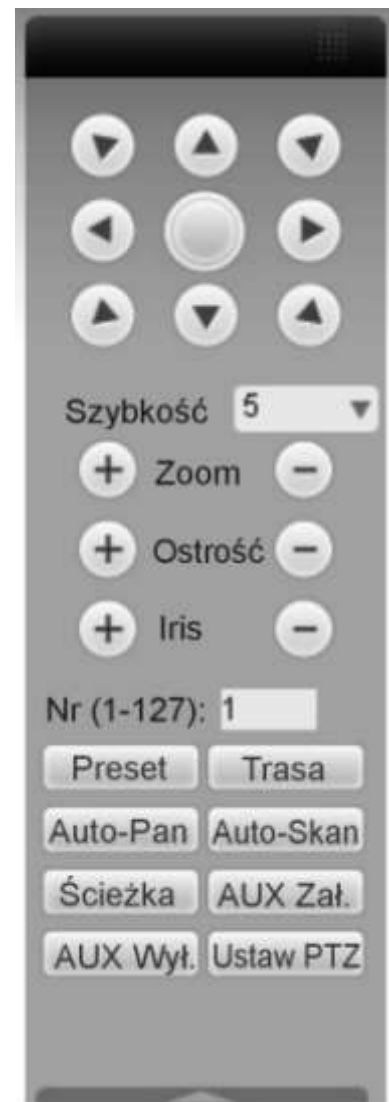 Szybkość 5
+ Zoom −
+ Ostrość −
+ Iris −
Nr (1-127): 1
Preset Trasa
Auto-Pan Auto-Skan
Ścieżka AUX Zał.
AUX Wył. Ustaw PTZ